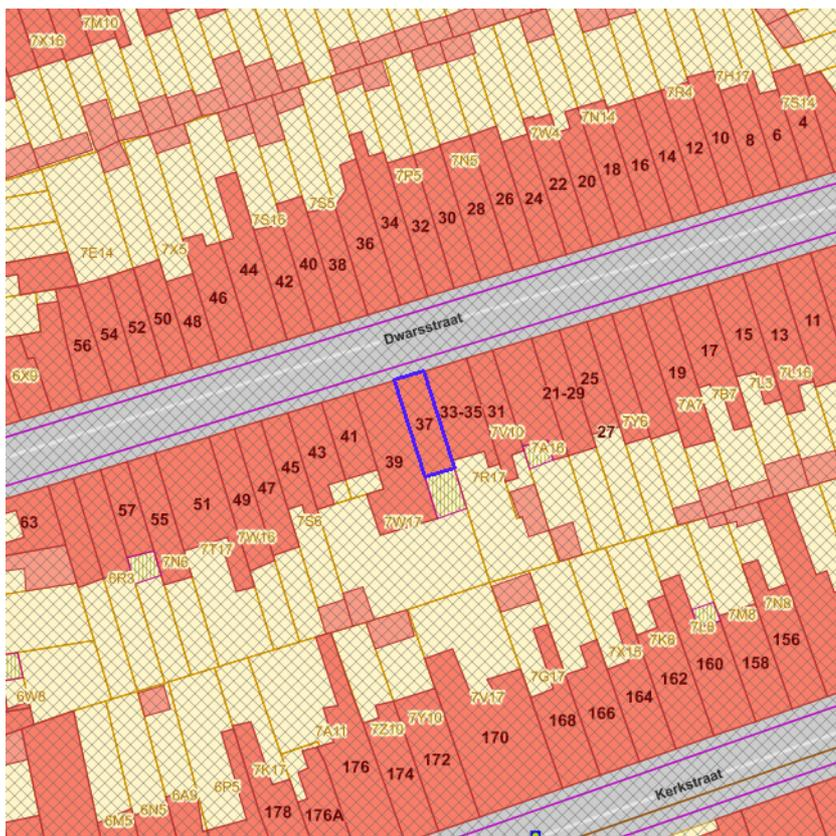 7M10
7X16
7H17
7R4
7S14
4
7N14
7W4
6
8
10
12
14
16
18
20
22
24
26
28
30
32
34
36
38
40
42
44
46
48
50
52
54
56
7N5
7P5
7S5
7S16
7X5
7E14
6X9
Dwarsstraat
11
13
15
17
19
25
21-29
27
31
33-35
37
39
41
43
45
47
49
51
55
57
63
7L16
7L3
7B7
7A7
7Y6
7A16
7V10
7R17
7W17
7S6
7W16
7T17
7N6
6R3
6W8
7N8
7M8
7L8
7K8
7X15
7G17
7V17
7Y10
7Z10
7A11
7K17
6P5
6A9
6N5
6M5
156
158
160
162
164
166
168
170
172
174
176
176A
178
Kerkstraat